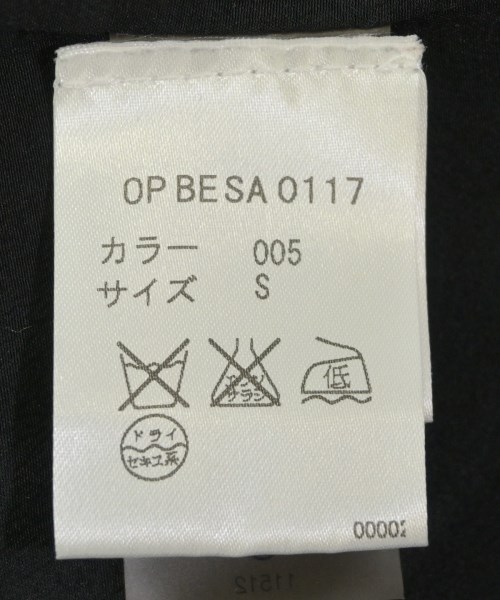 OP BE SA 0117
カラー 005
サイズ S
エンソ
サラシ
低
ドライ
セキユ系
0000
11512